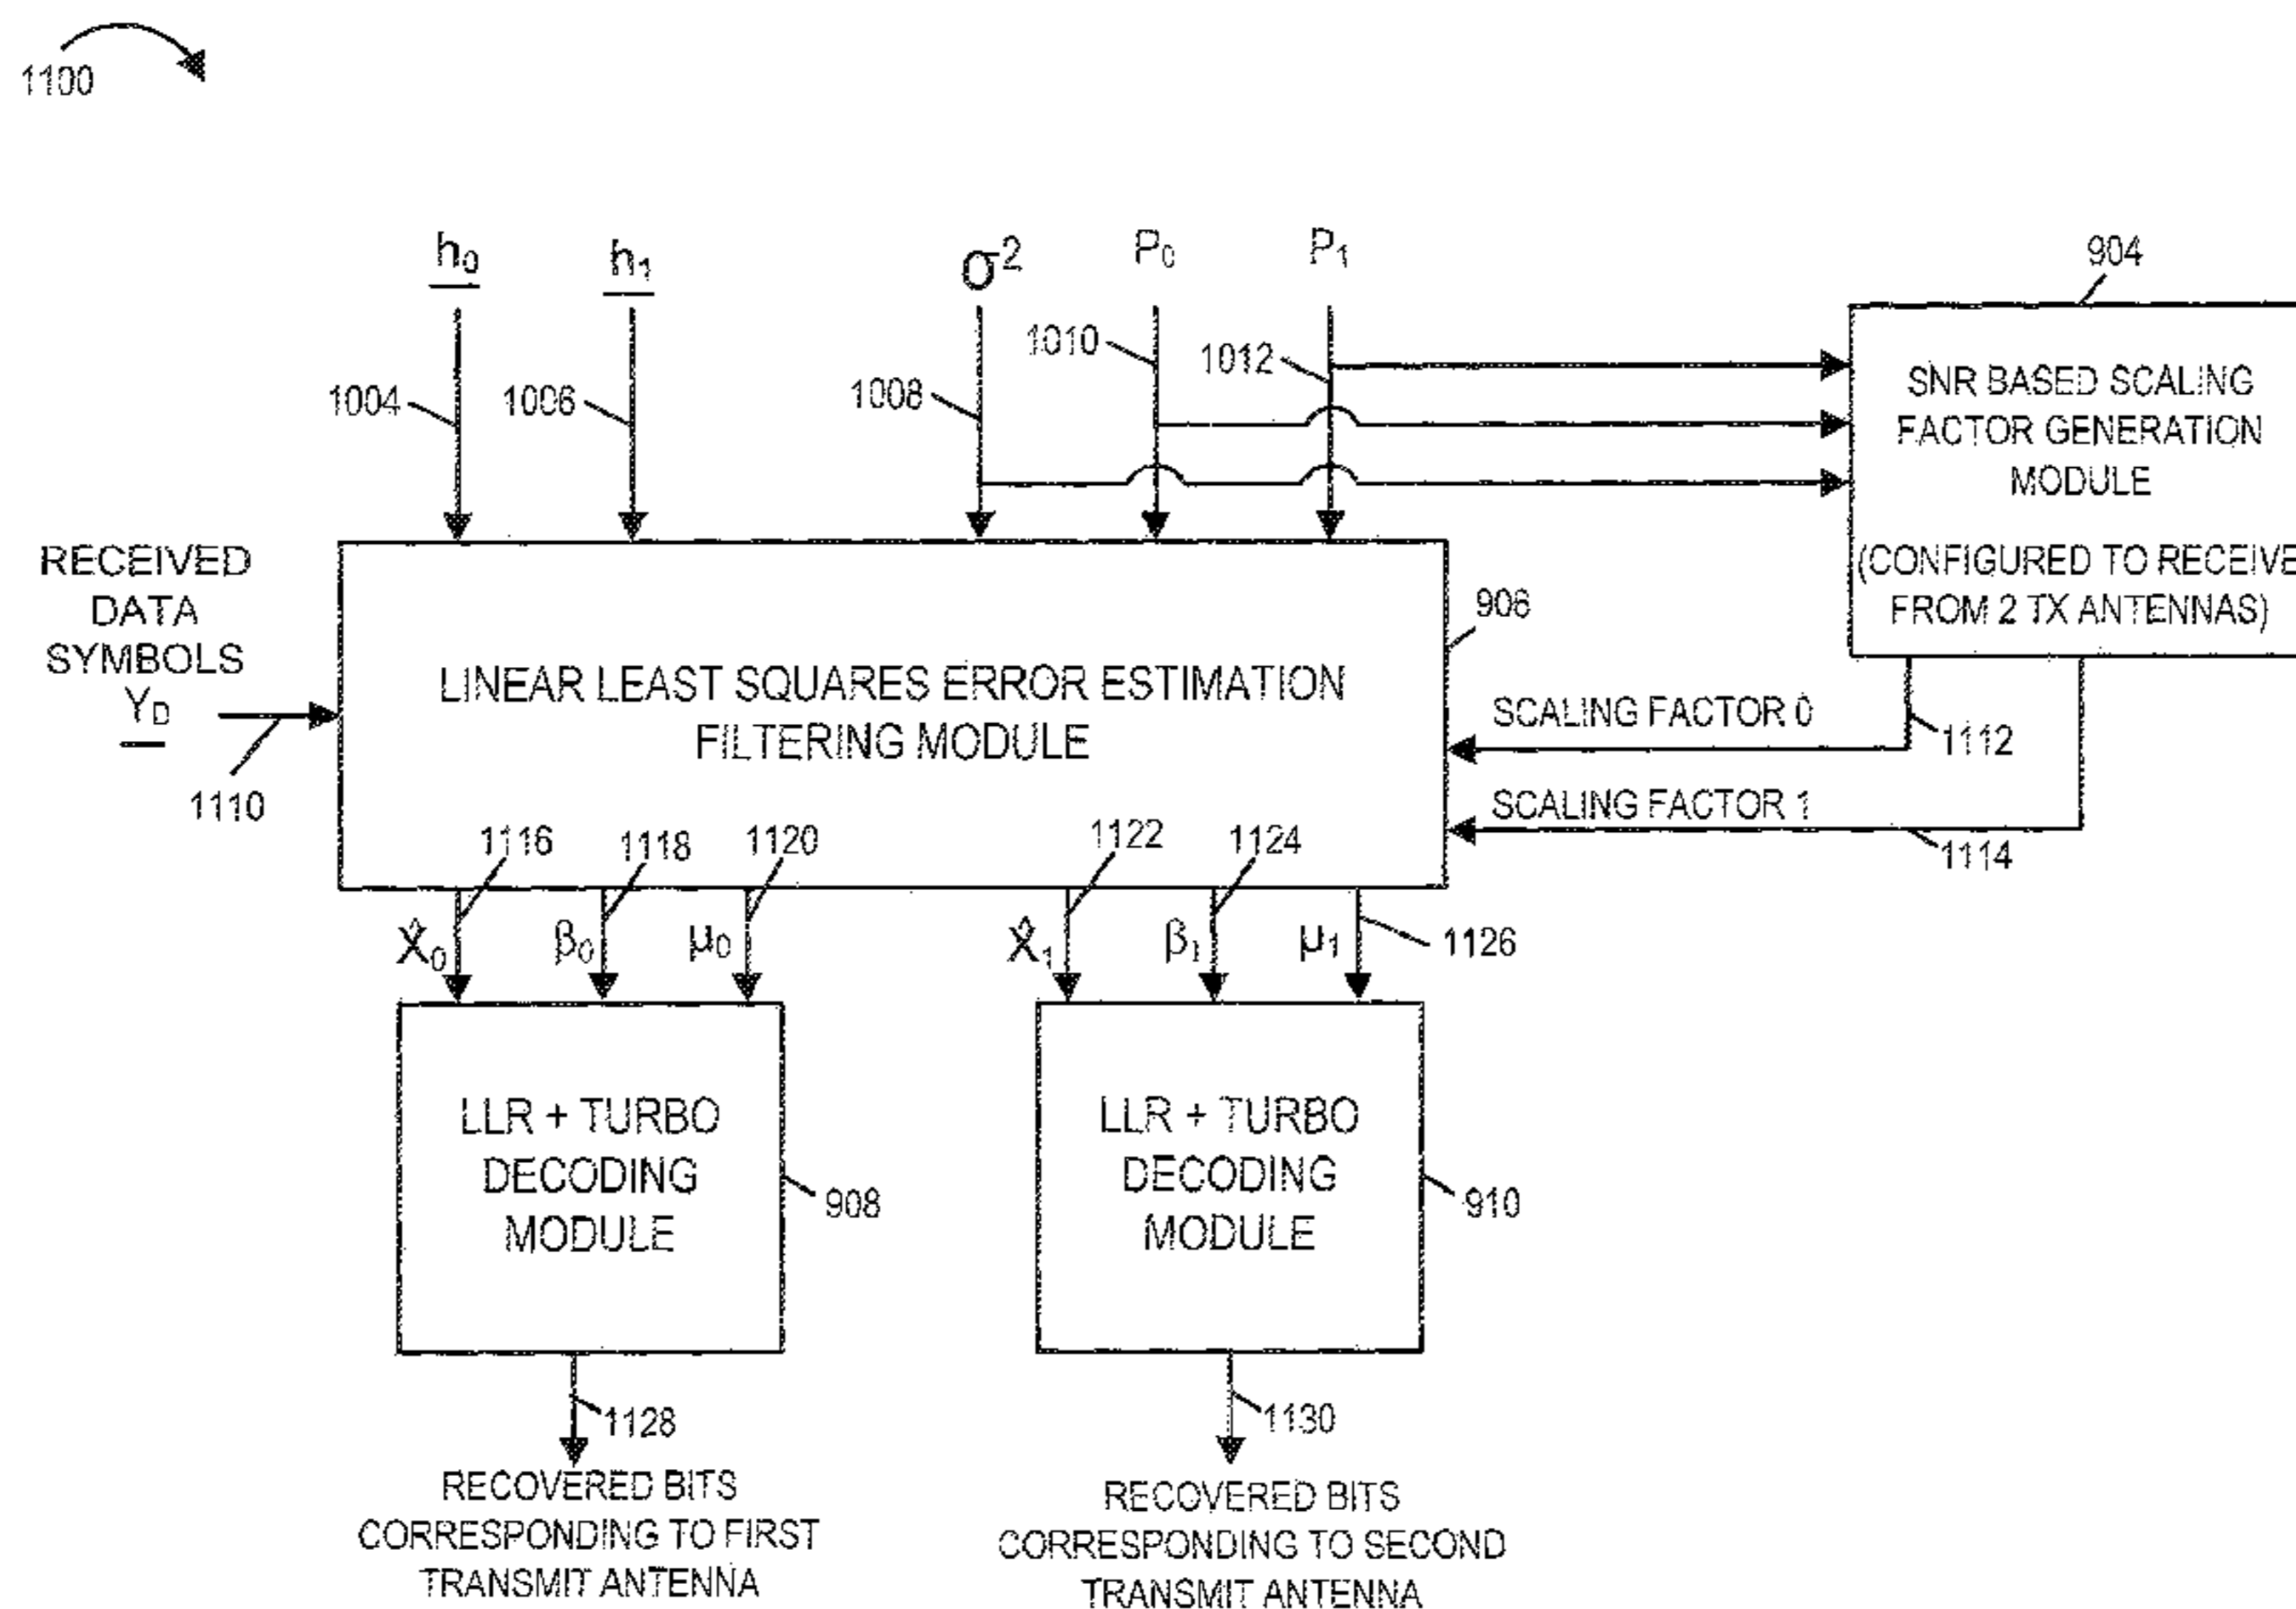 1100
h₀
h₁
σ²
P₀
P₁
904
1010
1012
1004
1006
1008
SNR BASED SCALING
FACTOR GENERATION
MODULE
(CONFIGURED TO RECEIVE
FROM 2 TX ANTENNAS)
RECEIVED
DATA
SYMBOLS
Y_D
1110
906
LINEAR LEAST SQUARES ERROR ESTIMATION
FILTERING MODULE
SCALING FACTOR 0
1112
SCALING FACTOR 1
1114
1116
1118
1120
1122
1124
1126
X̂₀
β₀
μ₀
X̂₁
β₁
μ₁
LLR + TURBO
DECODING
MODULE
908
LLR + TURBO
DECODING
MODULE
910
1128
1130
RECOVERED BITS
CORRESPONDING TO FIRST
TRANSMIT ANTENNA
RECOVERED BITS
CORRESPONDING TO SECOND
TRANSMIT ANTENNA